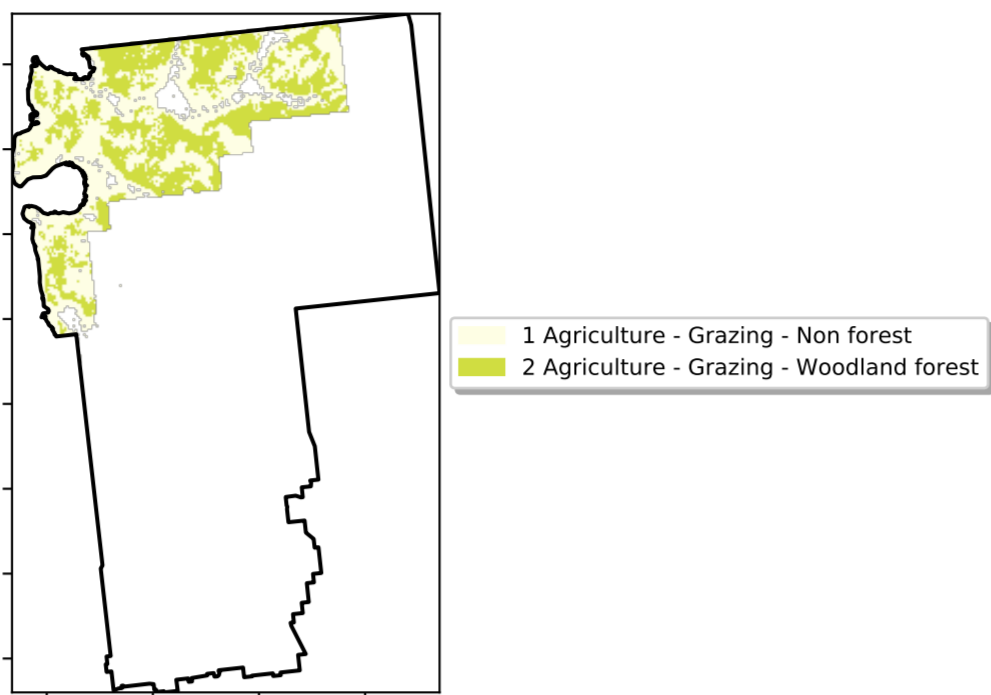 1 Agriculture - Grazing - Non forest
2 Agriculture - Grazing - Woodland forest